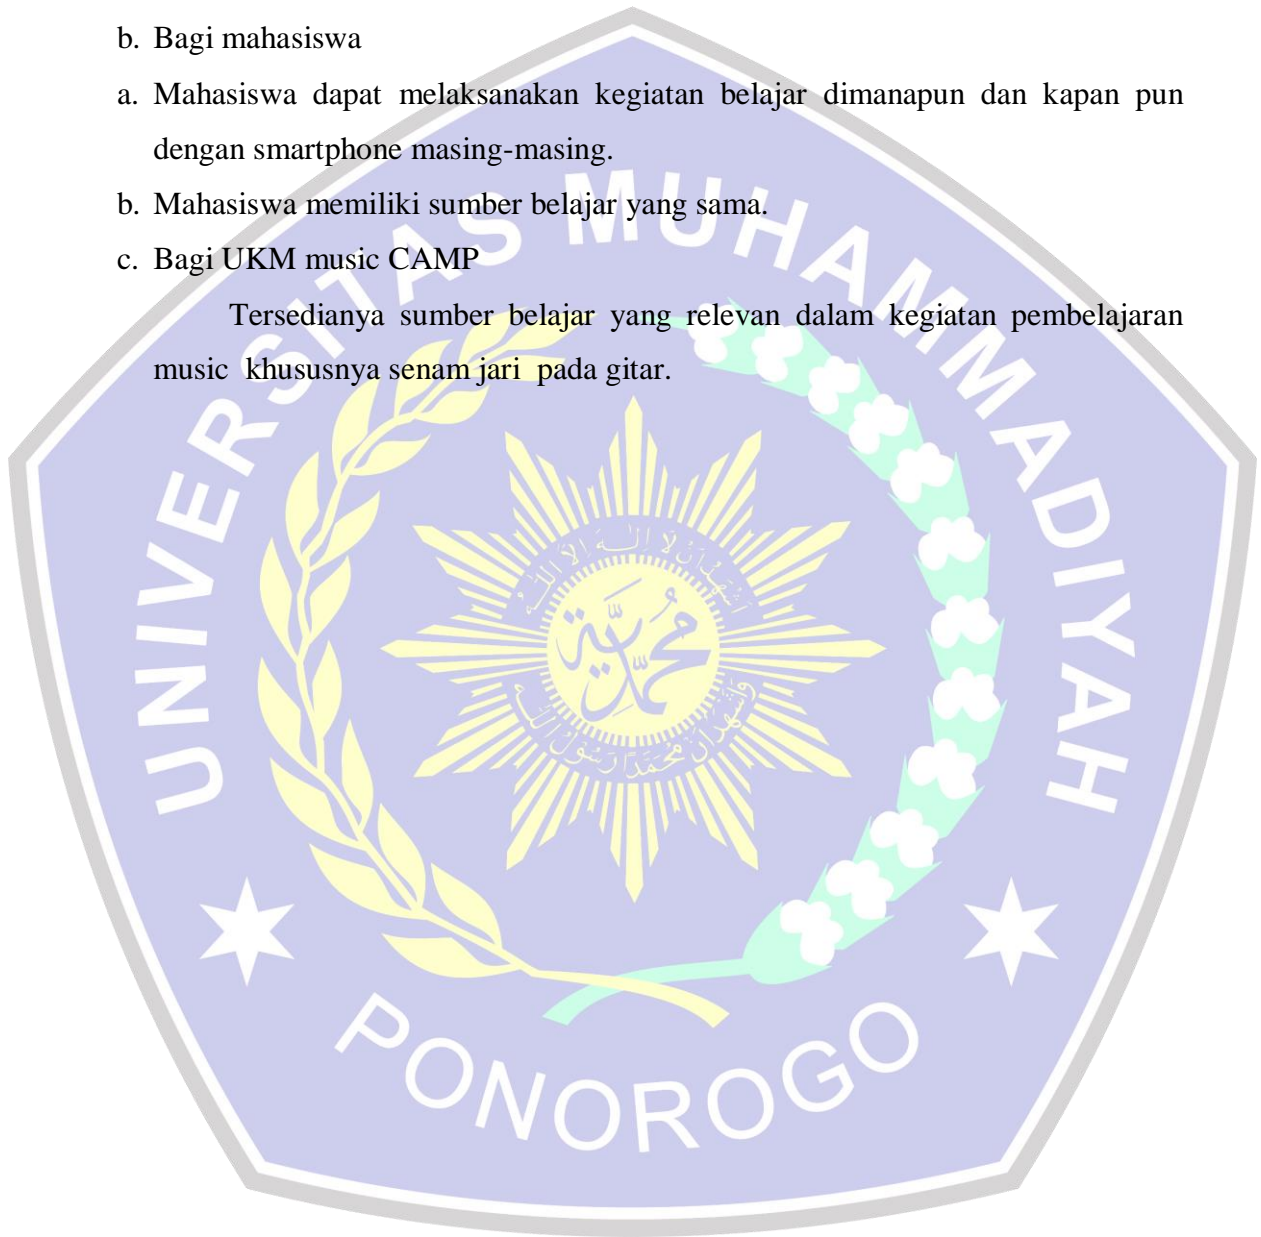 b. Bagi mahasiswa
a. Mahasiswa dapat melaksanakan kegiatan belajar dimanapun dan kapan pun
dengan smartphone masing-masing.
b. Mahasiswa memiliki sumber belajar yang sama.
c. Bagi UKM music CAMP
Tersedianya sumber belajar yang relevan dalam kegiatan pembelajaran
music khususnya senam jari pada gitar.
UNIVERSITAS MUHAMMADIYAH
PONOROGO